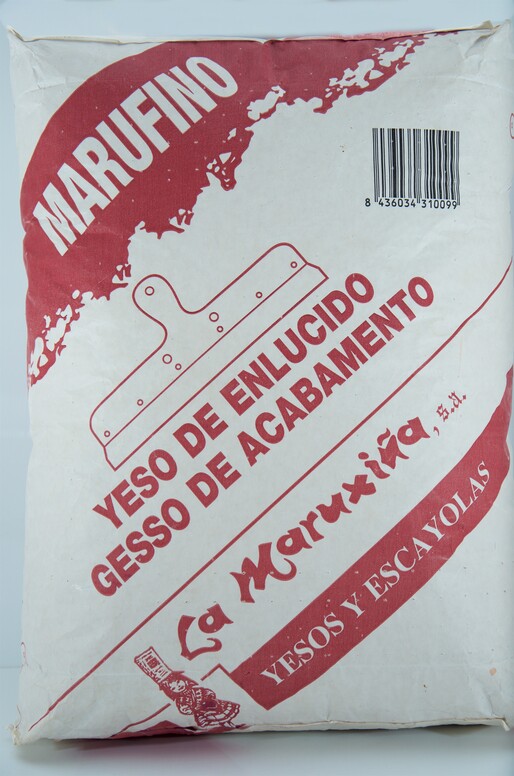 MARUFINO
8 436034 310099
YESO DE ENLUCIDO
GESSO DE ACABAMENTO
La Maruxiña, s.a.
YESOS Y ESCAYOLAS